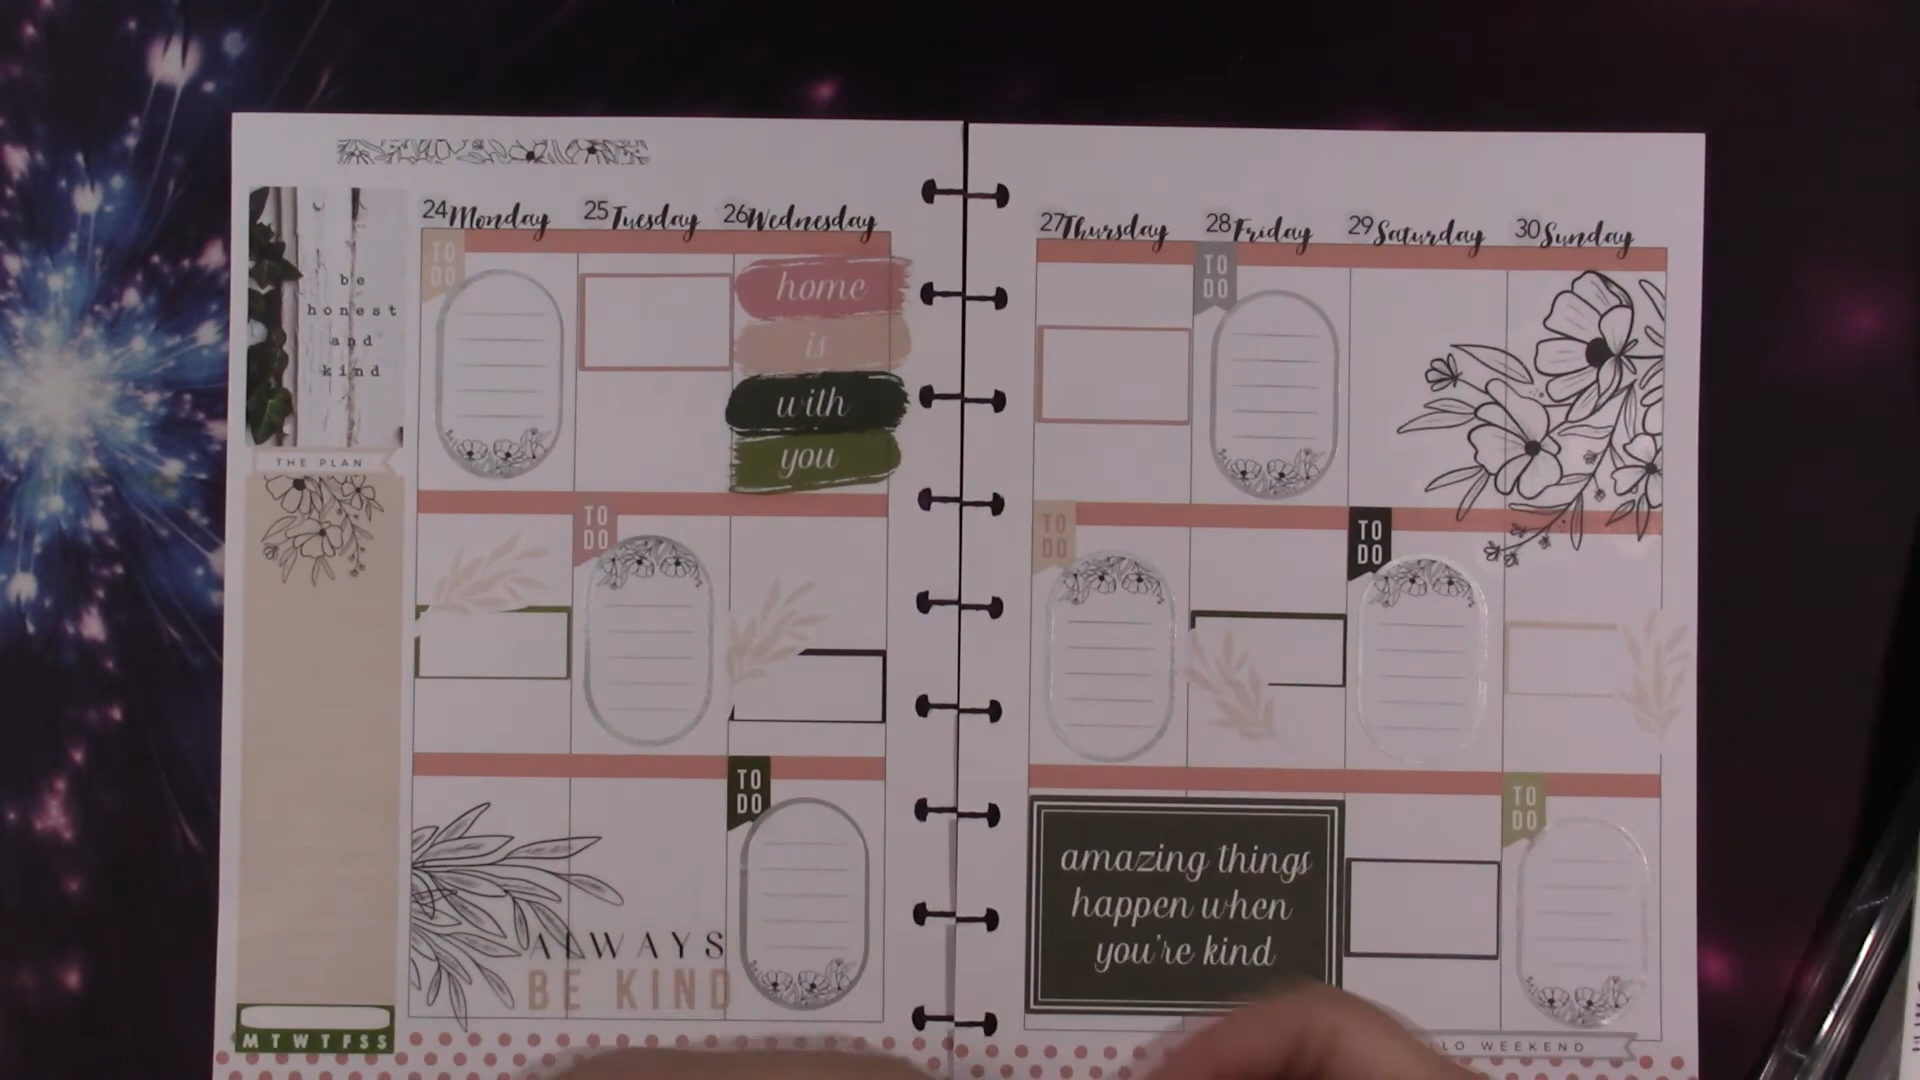 be
honest
and
kind
THE PLAN
M T W T F S S
24 Monday
25 Tuesday
26 Wednesday
TO
DO
home
is
with
you
TO
DO
ALWAYS
BE KIND
TO
DO
27 Thursday
28 Friday
29 Saturday
30 Sunday
TO
DO
TO
DO
TO
DO
amazing things
happen when
you're kind
TO
DO
WEEKEND